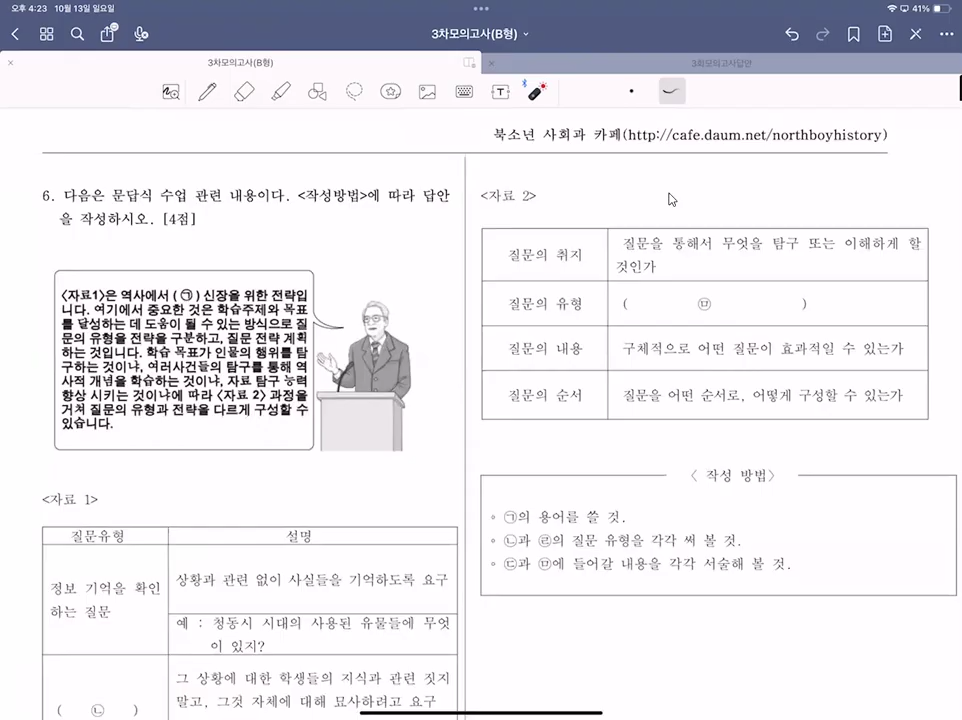 오후 4:23 10월 13일 일요일
41%
3차모의고사(B형)
3차모의고사(B형)
3회모의고사답안
북소년 사회과 카페(http://cafe.daum.net/northboyhistory)
6. 다음은 문답식 수업 관련 내용이다. <작성방법>에 따라 답안
을 작성하시오. [4점]
<자료1>은 역사에서 ( ㉠ ) 신장을 위한 전략입
니다. 여기에서 중요한 것은 학습주제와 목표
를 달성하는 데 도움이 될 수 있는 방식으로 질
문의 유형을 전략을 구분하고, 질문 전략 계획
하는 것입니다. 학습 목표가 인물의 행위를 탐
구하는 것이냐, 여러사건들의 탐구를 통해 역
사적 개념을 학습하는 것이냐, 자료 탐구 능력
향상 시키는 것이냐에 따라 <자료 2> 과정을
거쳐 질문의 유형과 전략을 다르게 구성할 수
있습니다.
<자료 1>
질문유형 설명
정보 기억을 확인
하는 질문
상황과 관련 없이 사실들을 기억하도록 요구
예 : 청동시 시대의 사용된 유물들에 무엇
이 있지?
( ㉡ )
그 상황에 대한 학생들의 지식과 관련 짓지
말고, 그것 자체에 대해 묘사하려고 요구
<자료 2>
질문의 취지 질문을 통해서 무엇을 탐구 또는 이해하게 할
것인가
질문의 유형 ( ㉤ )
질문의 내용 구체적으로 어떤 질문이 효과적일 수 있는가
질문의 순서 질문을 어떤 순서로, 어떻게 구성할 수 있는가
〈 작성 방법〉
◦ ㉠의 용어를 쓸 것.
◦ ㉡과 ㉣의 질문 유형을 각각 써 볼 것.
◦ ㉢과 ㉤에 들어갈 내용을 각각 서술해 볼 것.